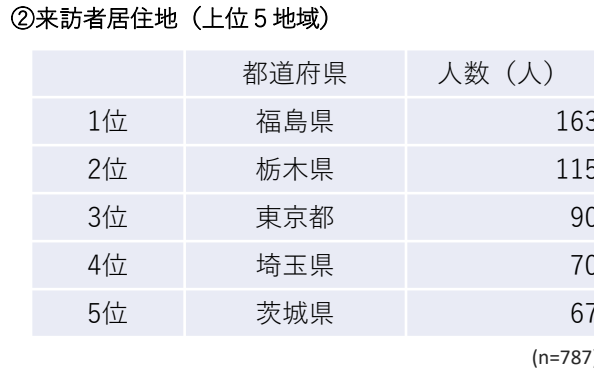 ②来訪者居住地（上位５地域）
都道府県 人数（人）
1位 福島県 163
2位 栃木県 115
3位 東京都 90
4位 埼玉県 70
5位 茨城県 67
(n=787)